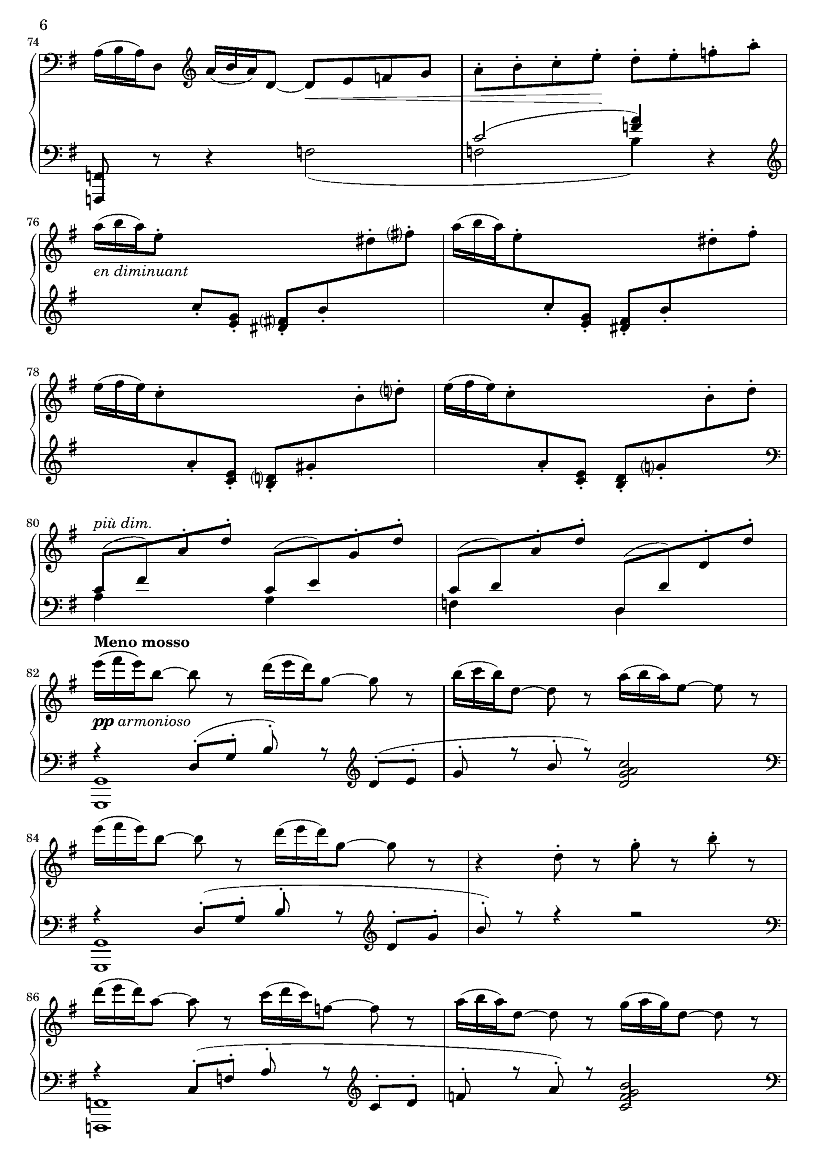 6
74
76
en diminuant
78
80
più dim.
Meno mosso
82
pp armonioso
84
86